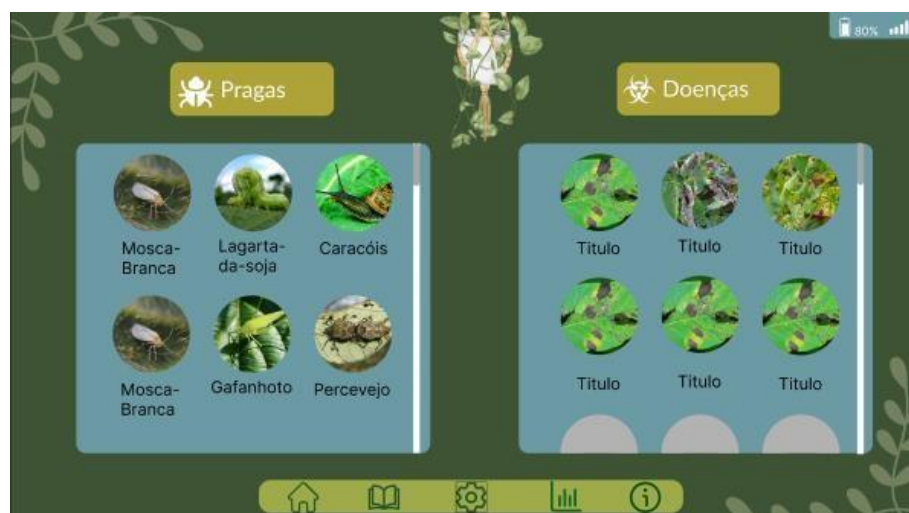 80%
Pragas
Doenças
Mosca-
Branca
Lagarta-
da-soja
Caracóis
Titulo
Titulo
Titulo
Mosca-
Branca
Gafanhoto
Percevejo
Titulo
Titulo
Titulo